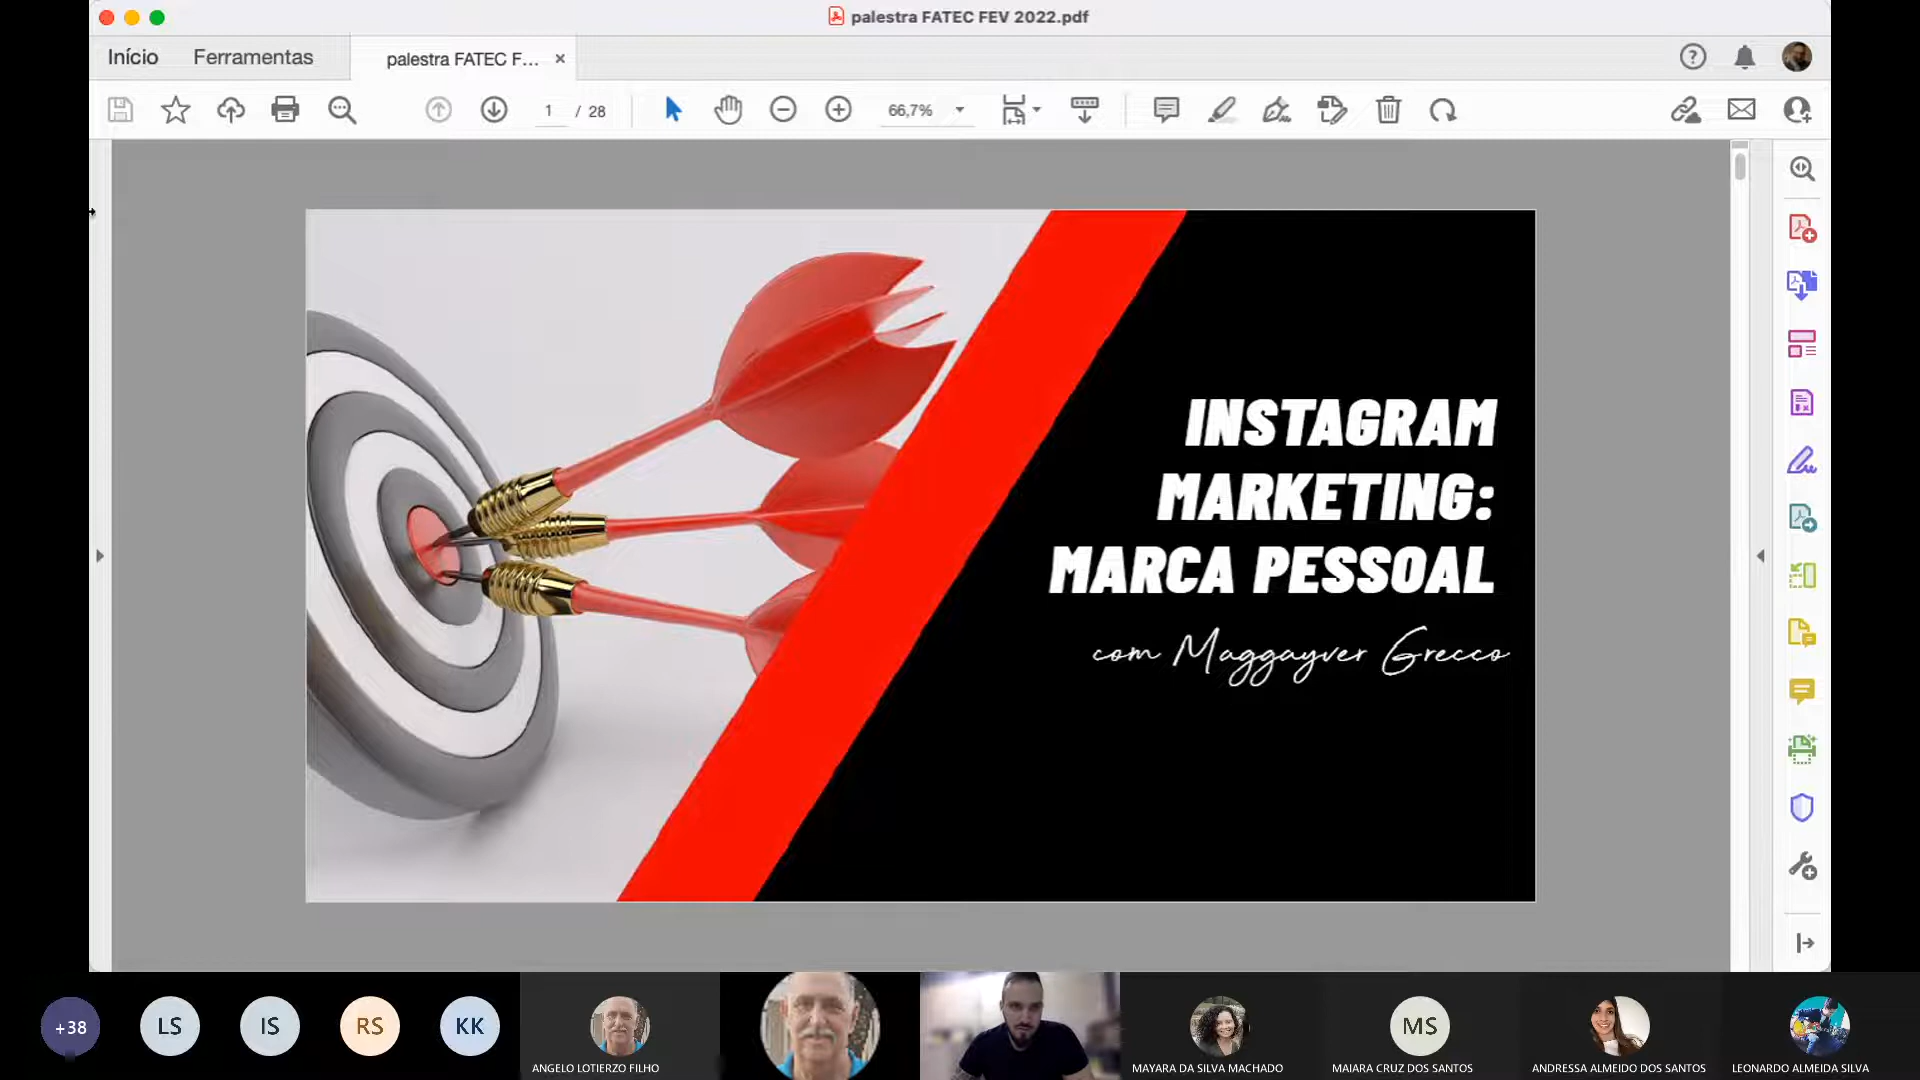 palestra FATEC FEV 2022.pdf
Início
Ferramentas
palestra FATEC F...
1 / 28
66,7%
INSTAGRAM
MARKETING:
MARCA PESSOAL
com Maggayver Grecco
+38
LS
IS
RS
KK
MS
ANGELO LOTIERZO FILHO
MAYARA DA SILVA MACHADO
MAIARA CRUZ DOS SANTOS
ANDRESSA ALMEIDO DOS SANTOS
LEONARDO ALMEIDA SILVA